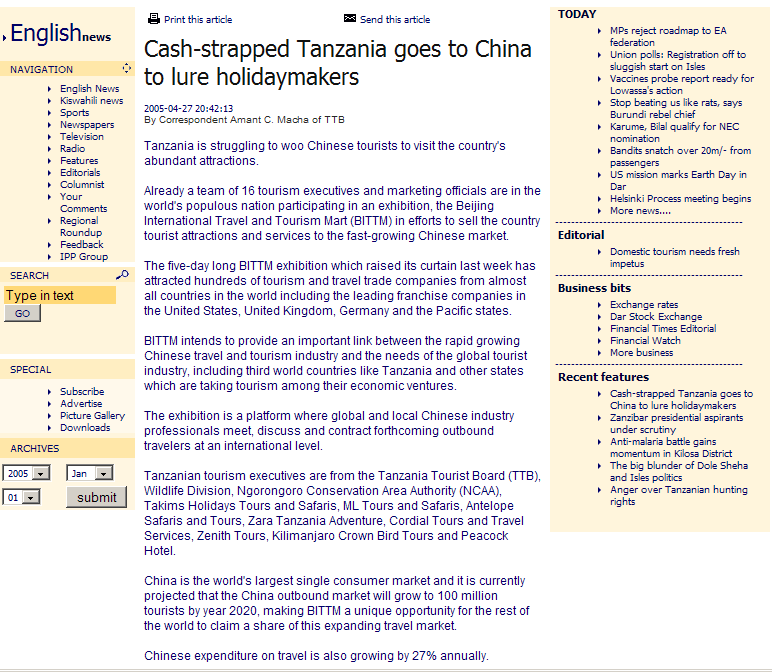 Englishnews
NAVIGATION
English News
Kiswahili news
Sports
Newspapers
Television
Radio
Features
Editorials
Columnist
Your
Comments
Regional
Roundup
Feedback
IPP Group
SEARCH
Type in text
GO
SPECIAL
Subscribe
Advertise
Picture Gallery
Downloads
ARCHIVES
2005 Jan
01 submit
Print this article Send this article
Cash-strapped Tanzania goes to China
to lure holidaymakers
2005-04-27 20:42:13
By Correspondent Amant C. Macha of TTB
Tanzania is struggling to woo Chinese tourists to visit the country's
abundant attractions.
Already a team of 16 tourism executives and marketing officials are in the
world's populous nation participating in an exhibition, the Beijing
International Travel and Tourism Mart (BITTM) in efforts to sell the country
tourist attractions and services to the fast-growing Chinese market.
The five-day long BITTM exhibition which raised its curtain last week has
attracted hundreds of tourism and travel trade companies from almost
all countries in the world including the leading franchise companies in
the United States, United Kingdom, Germany and the Pacific states.
BITTM intends to provide an important link between the rapid growing
Chinese travel and tourism industry and the needs of the global tourist
industry, including third world countries like Tanzania and other states
which are taking tourism among their economic ventures.
The exhibition is a platform where global and local Chinese industry
professionals meet, discuss and contract forthcoming outbound
travelers at an international level.
Tanzanian tourism executives are from the Tanzania Tourist Board (TTB),
Wildlife Division, Ngorongoro Conservation Area Authority (NCAA),
Takims Holidays Tours and Safaris, ML Tours and Safaris, Antelope
Safaris and Tours, Zara Tanzania Adventure, Cordial Tours and Travel
Services, Zenith Tours, Kilimanjaro Crown Bird Tours and Peacock
Hotel.
China is the world's largest single consumer market and it is currently
projected that the China outbound market will grow to 100 million
tourists by year 2020, making BITTM a unique opportunity for the rest of
the world to claim a share of this expanding travel market.
Chinese expenditure on travel is also growing by 27% annually.
TODAY
MPs reject roadmap to EA
federation
Union polls: Registration off to
sluggish start on Isles
Vaccines probe report ready for
Lowassa's action
Stop beating us like rats, says
Burundi rebel chief
Karume, Bilal qualify for NEC
nomination
Bandits snatch over 20m/- from
passengers
US mission marks Earth Day in
Dar
Helsinki Process meeting begins
More news....
Editorial
Domestic tourism needs fresh
impetus
Business bits
Exchange rates
Dar Stock Exchange
Financial Times Editorial
Financial Watch
More business
Recent features
Cash-strapped Tanzania goes to
China to lure holidaymakers
Zanzibar presidential aspirants
under scrutiny
Anti-malaria battle gains
momentum in Kilosa District
The big blunder of Dole Sheha
and Isles politics
Anger over Tanzanian hunting
rights